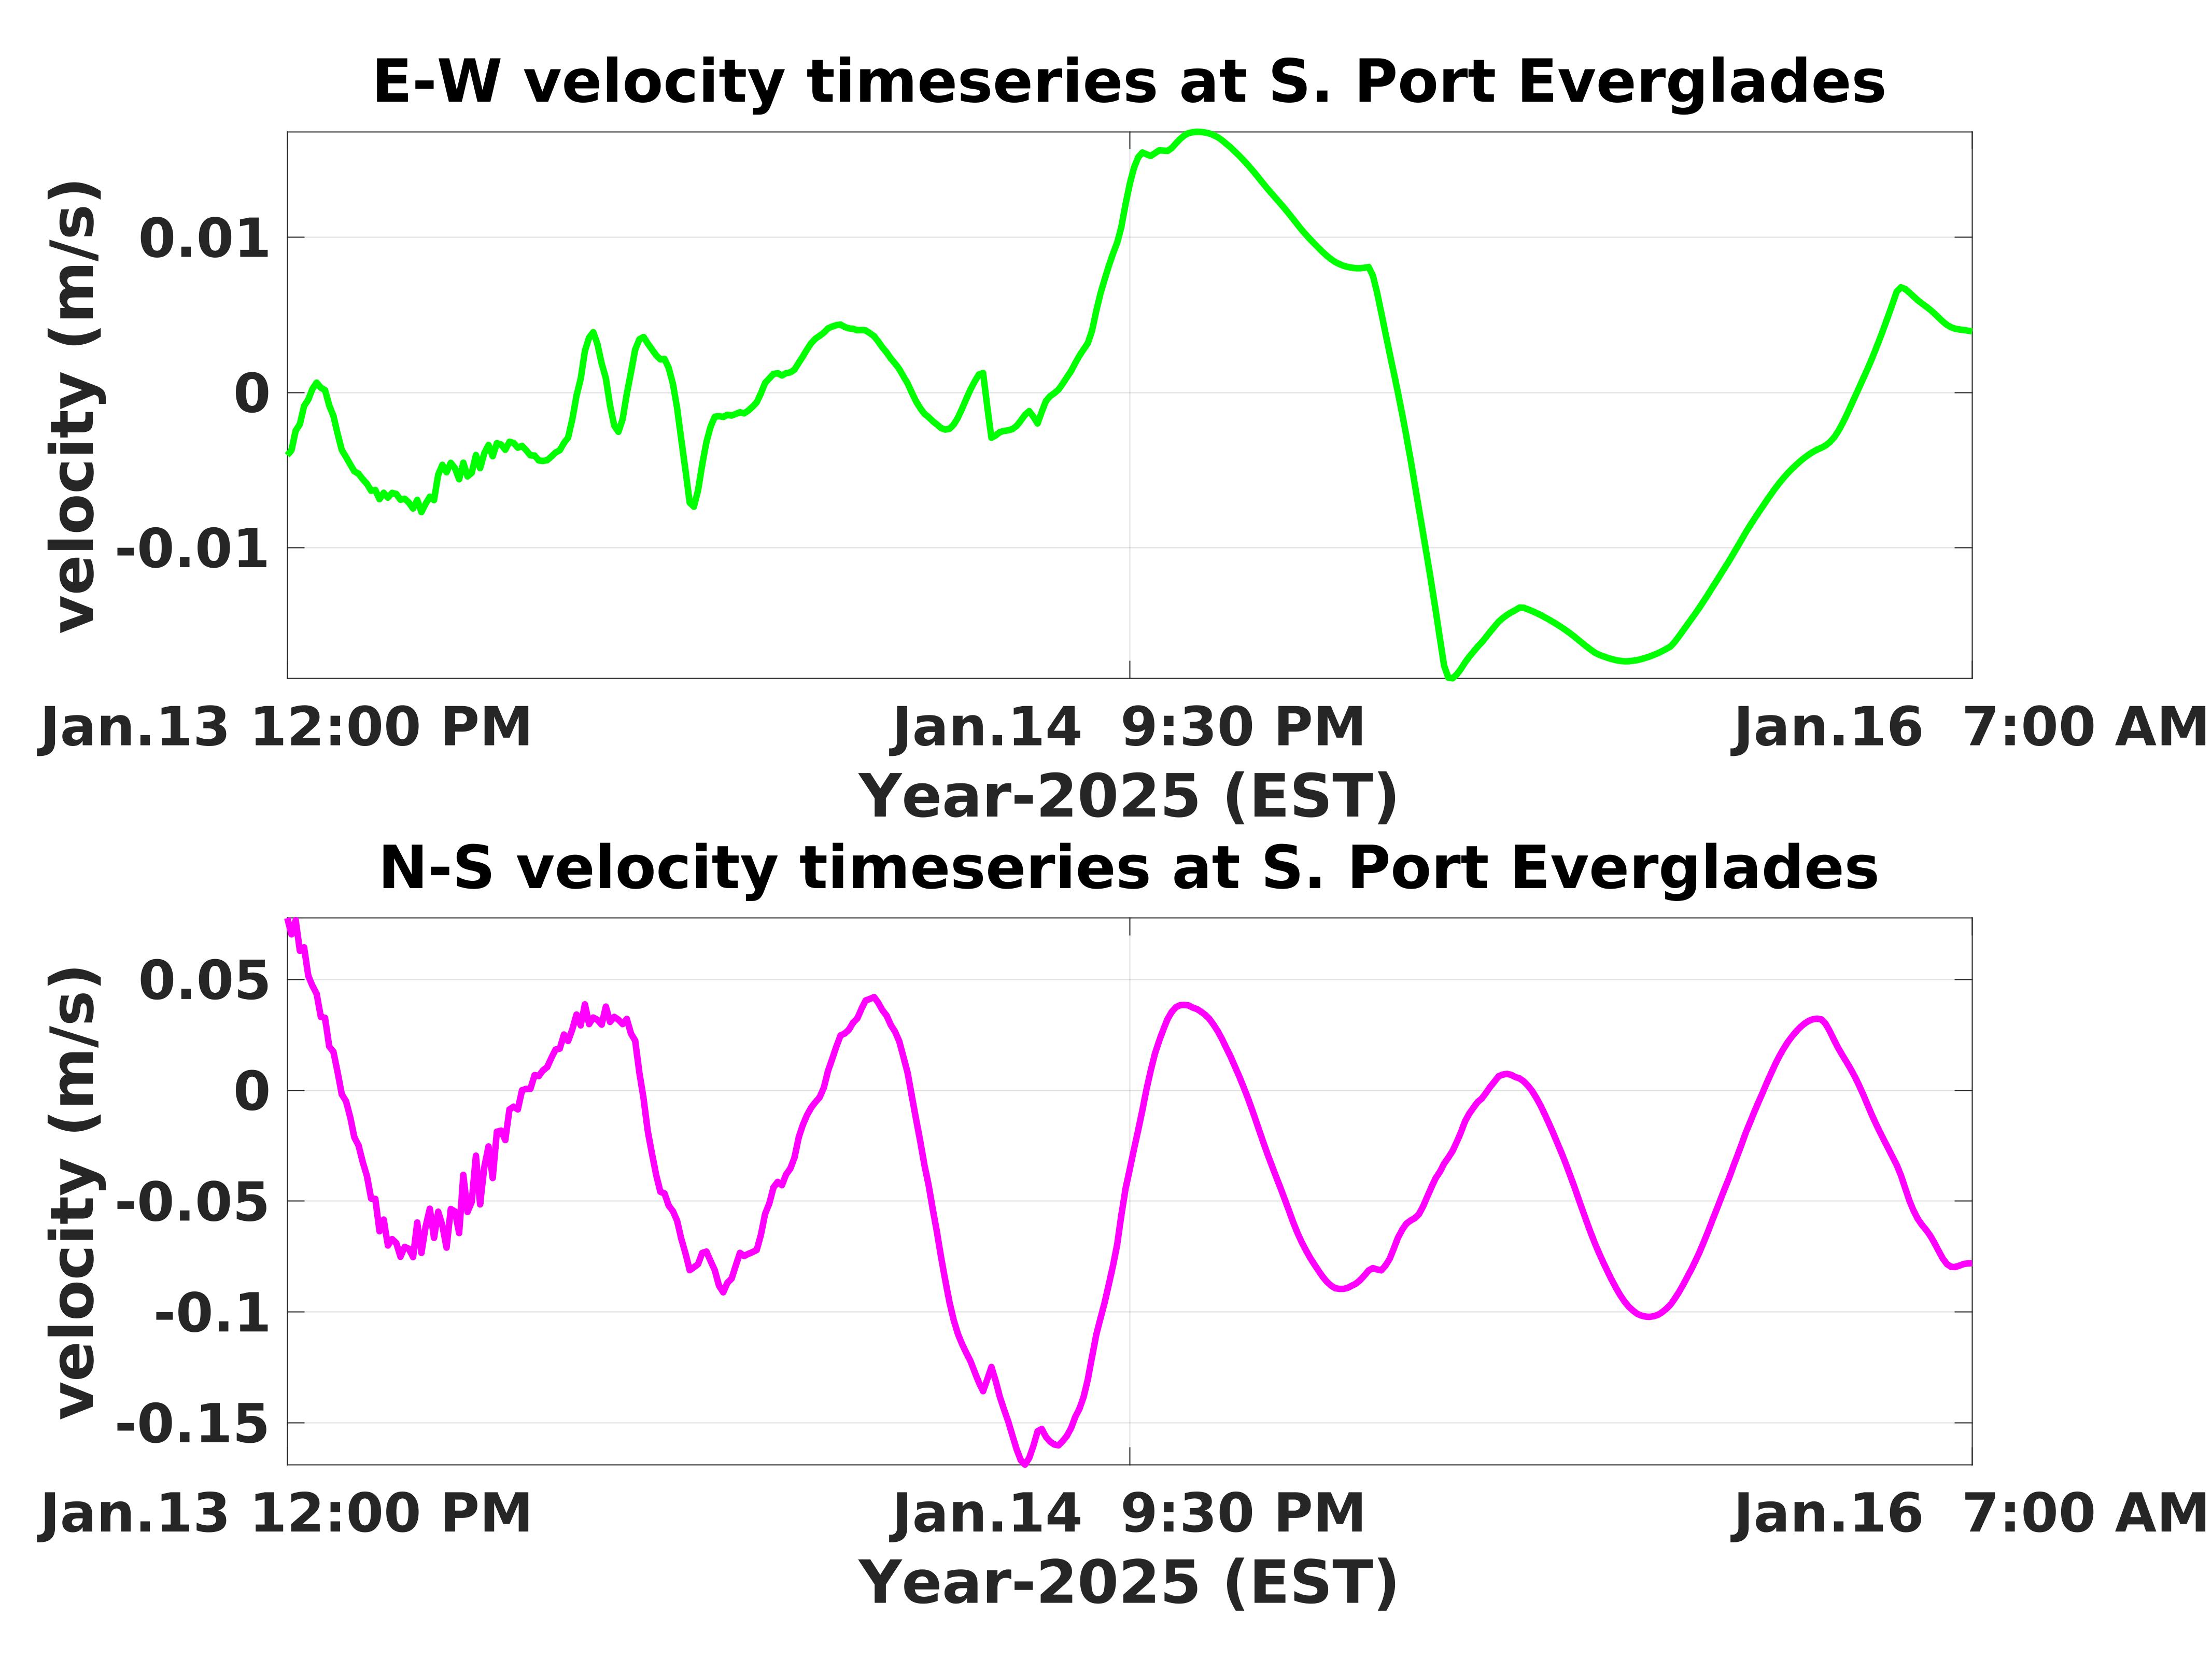 E-W velocity timeseries at S. Port Everglades
velocity (m/s)
0.01
0
-0.01
Jan.13 12:00 PM
Jan.14  9:30 PM
Jan.16  7:00 AM
Year-2025 (EST)
N-S velocity timeseries at S. Port Everglades
velocity (m/s)
0.05
0
-0.05
-0.1
-0.15
Jan.13 12:00 PM
Jan.14  9:30 PM
Jan.16  7:00 AM
Year-2025 (EST)